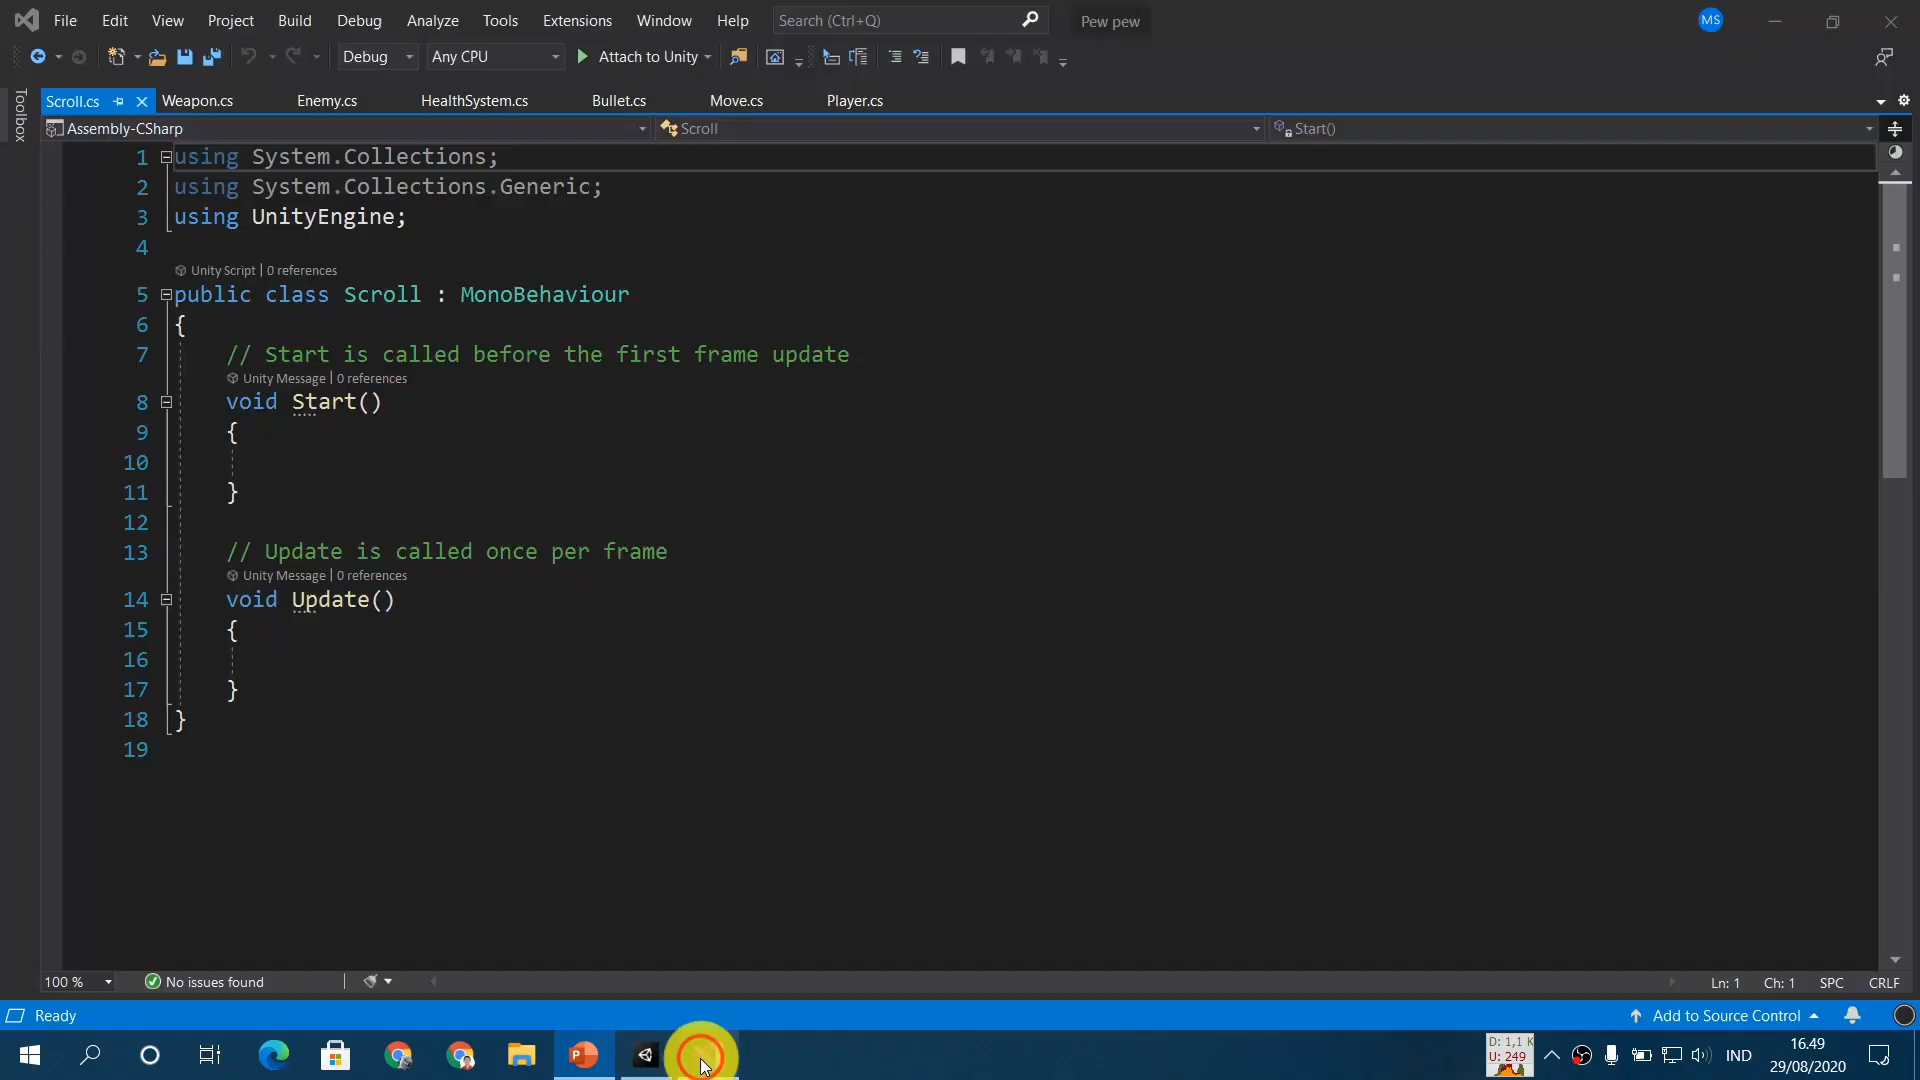 File Edit View Project Build Debug Analyze Tools Extensions Window Help Search (Ctrl+Q) Pew pew MS
Debug Any CPU Attach to Unity
Toolbox
Scroll.cs Weapon.cs Enemy.cs HealthSystem.cs Bullet.cs Move.cs Player.cs
Assembly-CSharp Scroll Start()
1 using System.Collections;
2 using System.Collections.Generic;
3 using UnityEngine;
4
Unity Script | 0 references
5 public class Scroll : MonoBehaviour
6 {
7 // Start is called before the first frame update
Unity Message | 0 references
8 void Start()
9 {
10
11 }
12
13 // Update is called once per frame
Unity Message | 0 references
14 void Update()
15 {
16
17 }
18 }
19
100 % No issues found Ln: 1 Ch: 1 SPC CRLF
Ready Add to Source Control
D: 1,1 K
U: 249
IND
16.49
29/08/2020